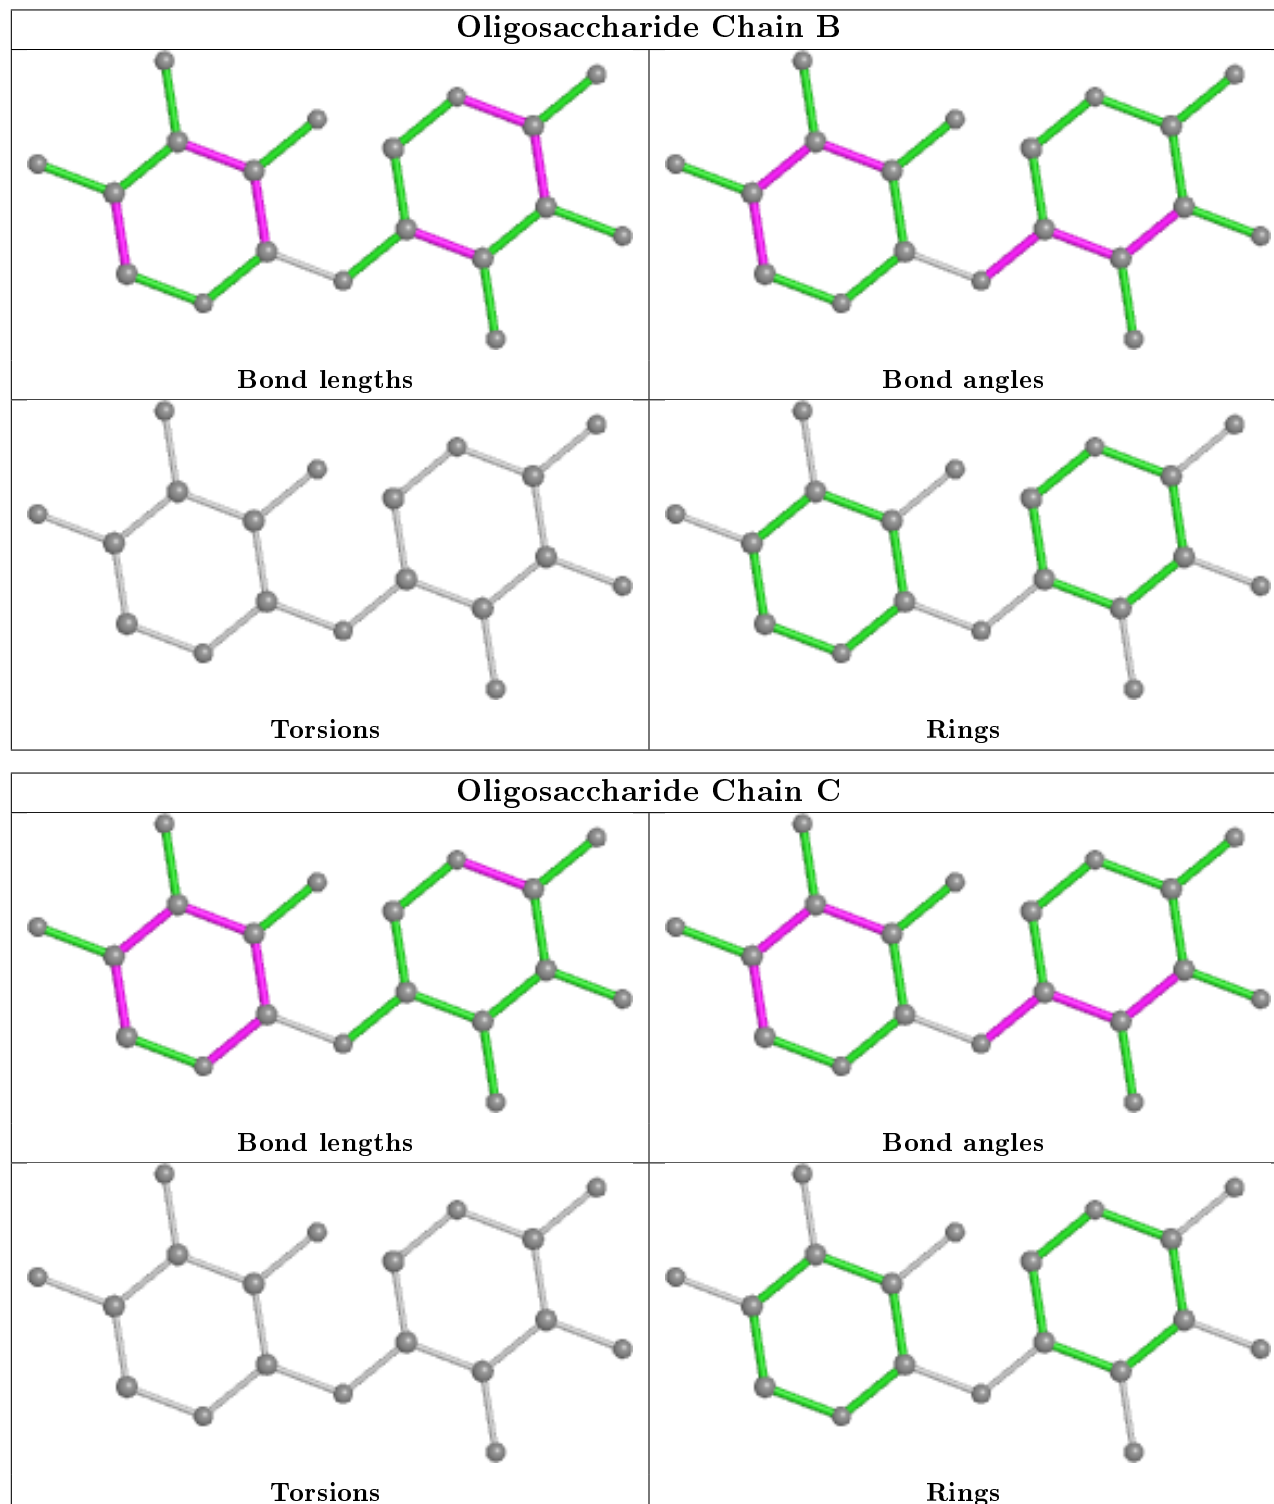 Oligosaccharide Chain B
Bond lengths
Bond angles
Torsions
Rings
Oligosaccharide Chain C
Bond lengths
Bond angles
Torsions
Rings